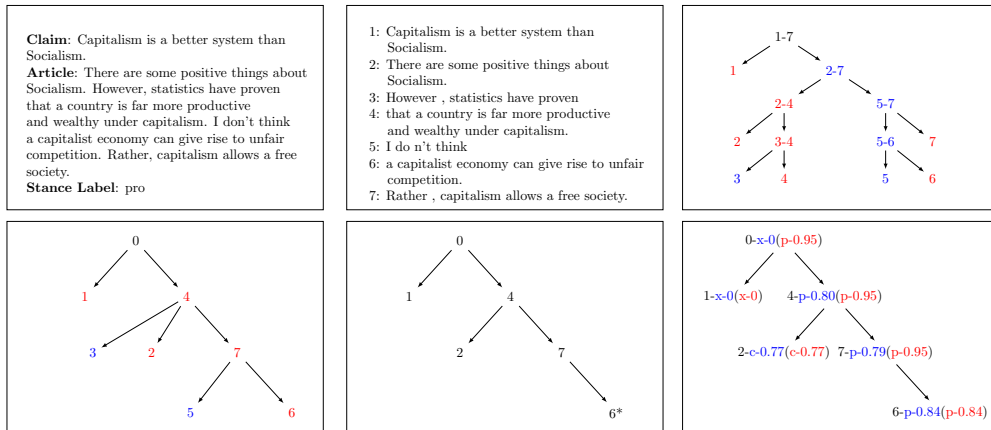 Claim: Capitalism is a better system than
Socialism.
Article: There are some positive things about
Socialism. However, statistics have proven
that a country is far more productive
and wealthy under capitalism. I don't think
a capitalist economy can give rise to unfair
competition. Rather, capitalism allows a free
society.
Stance Label: pro
1: Capitalism is a better system than
Socialism.
2: There are some positive things about
Socialism.
3: However , statistics have proven
4: that a country is far more productive
and wealthy under capitalism.
5: I do n't think
6: a capitalist economy can give rise to unfair
competition.
7: Rather , capitalism allows a free society.
1-7
1 2-7
2-4 5-7
2 3-4 5-6 7
3 4 5 6
0
1 4
3 2 7
5 6
0
1 4
2 7
6*
0-x-0(p-0.95)
1-x-0(x-0) 4-p-0.80(p-0.95)
2-c-0.77(c-0.77) 7-p-0.79(p-0.95)
6-p-0.84(p-0.84)